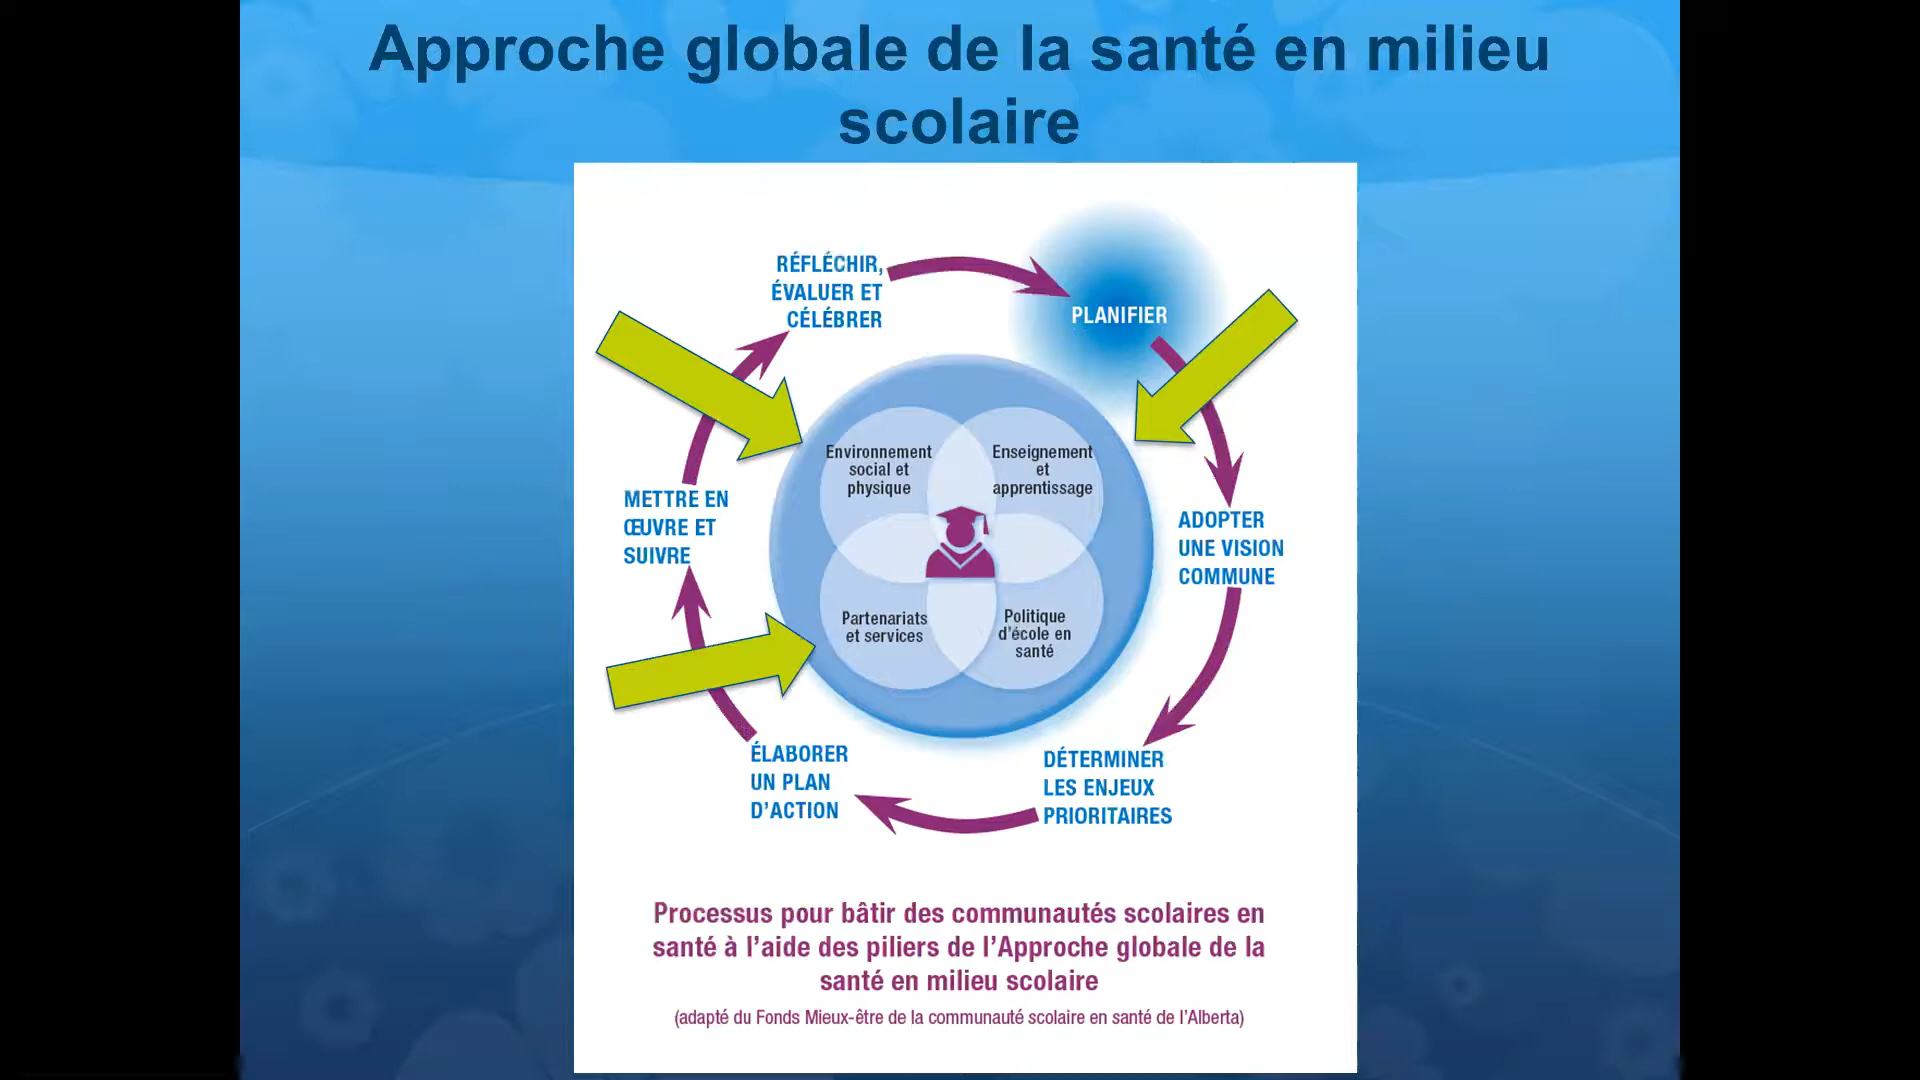 Approche globale de la santé en milieu
scolaire
RÉFLÉCHIR,
ÉVALUER ET
CÉLÉBRER
PLANIFIER
Environnement
social et
physique
Enseignement
et
apprentissage
METTRE EN
ŒUVRE ET
SUIVRE
ADOPTER
UNE VISION
COMMUNE
Partenariats
et services
Politique
d'école en
santé
ÉLABORER
UN PLAN
D'ACTION
DÉTERMINER
LES ENJEUX
PRIORITAIRES
Processus pour bâtir des communautés scolaires en
santé à l'aide des piliers de l'Approche globale de la
santé en milieu scolaire
(adapté du Fonds Mieux-être de la communauté scolaire en santé de l'Alberta)